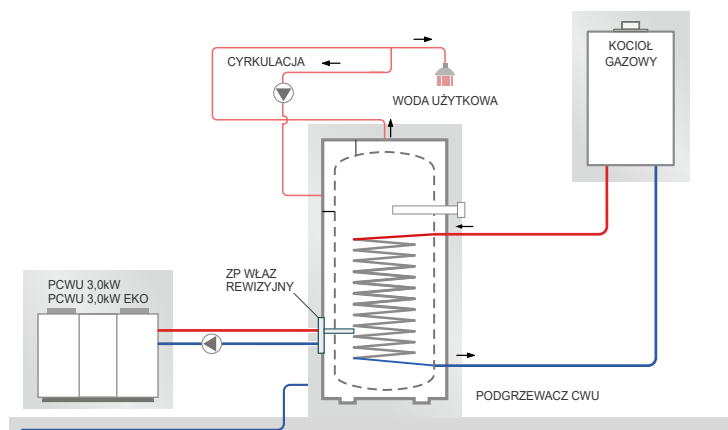 CYRKULACJA
WODA UŻYTKOWA
KOCIOŁ
GAZOWY
ZP WŁAZ
REWIZYJNY
PCWU 3,0kW
PCWU 3,0kW EKO
PODGRZEWACZ CWU